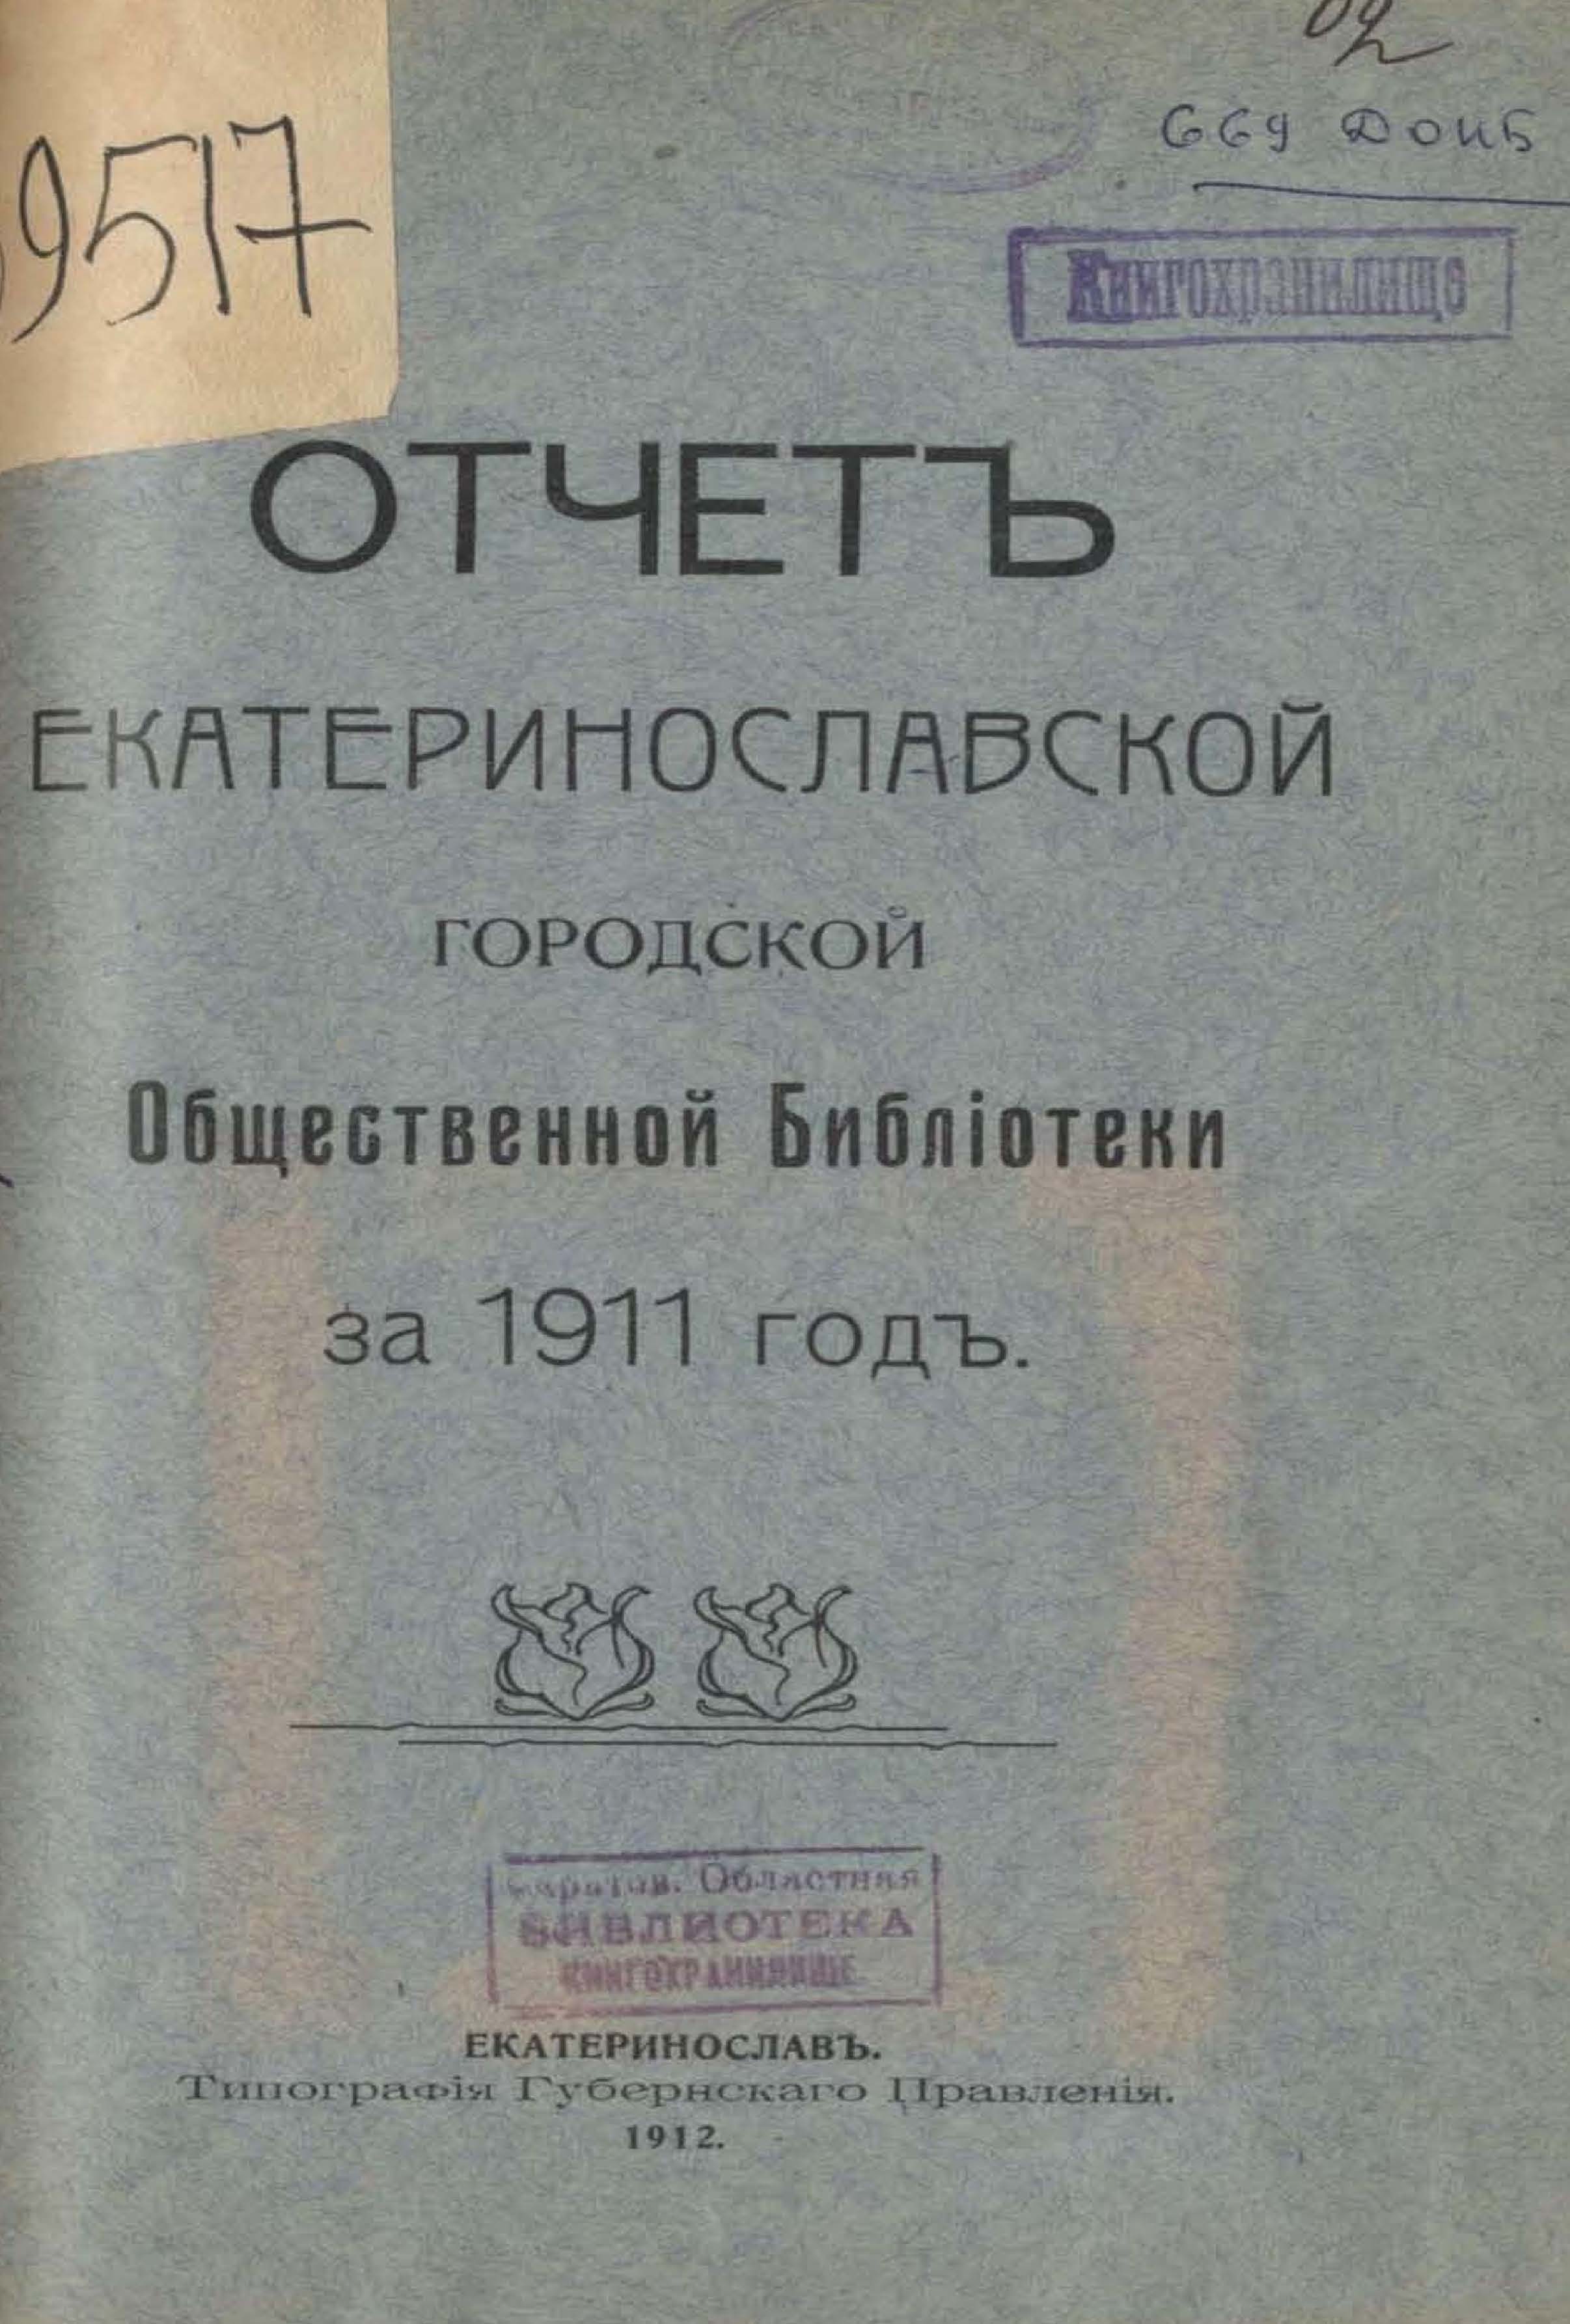 02
669 ДОИБ
9517
Книгохранилище
ОТЧЕТЪ
ЕКАТЕРИНОСЛАВСКОЙ
ГОРОДСКОЙ
Общественной Библіотеки
за 1911 годъ.
Областная
БИБЛИОТЕКА
КНИГОХРАНИЛИЩЕ
ЕКАТЕРИНОСЛАВЪ.
Типографія Губернскаго Правленія.
1912.